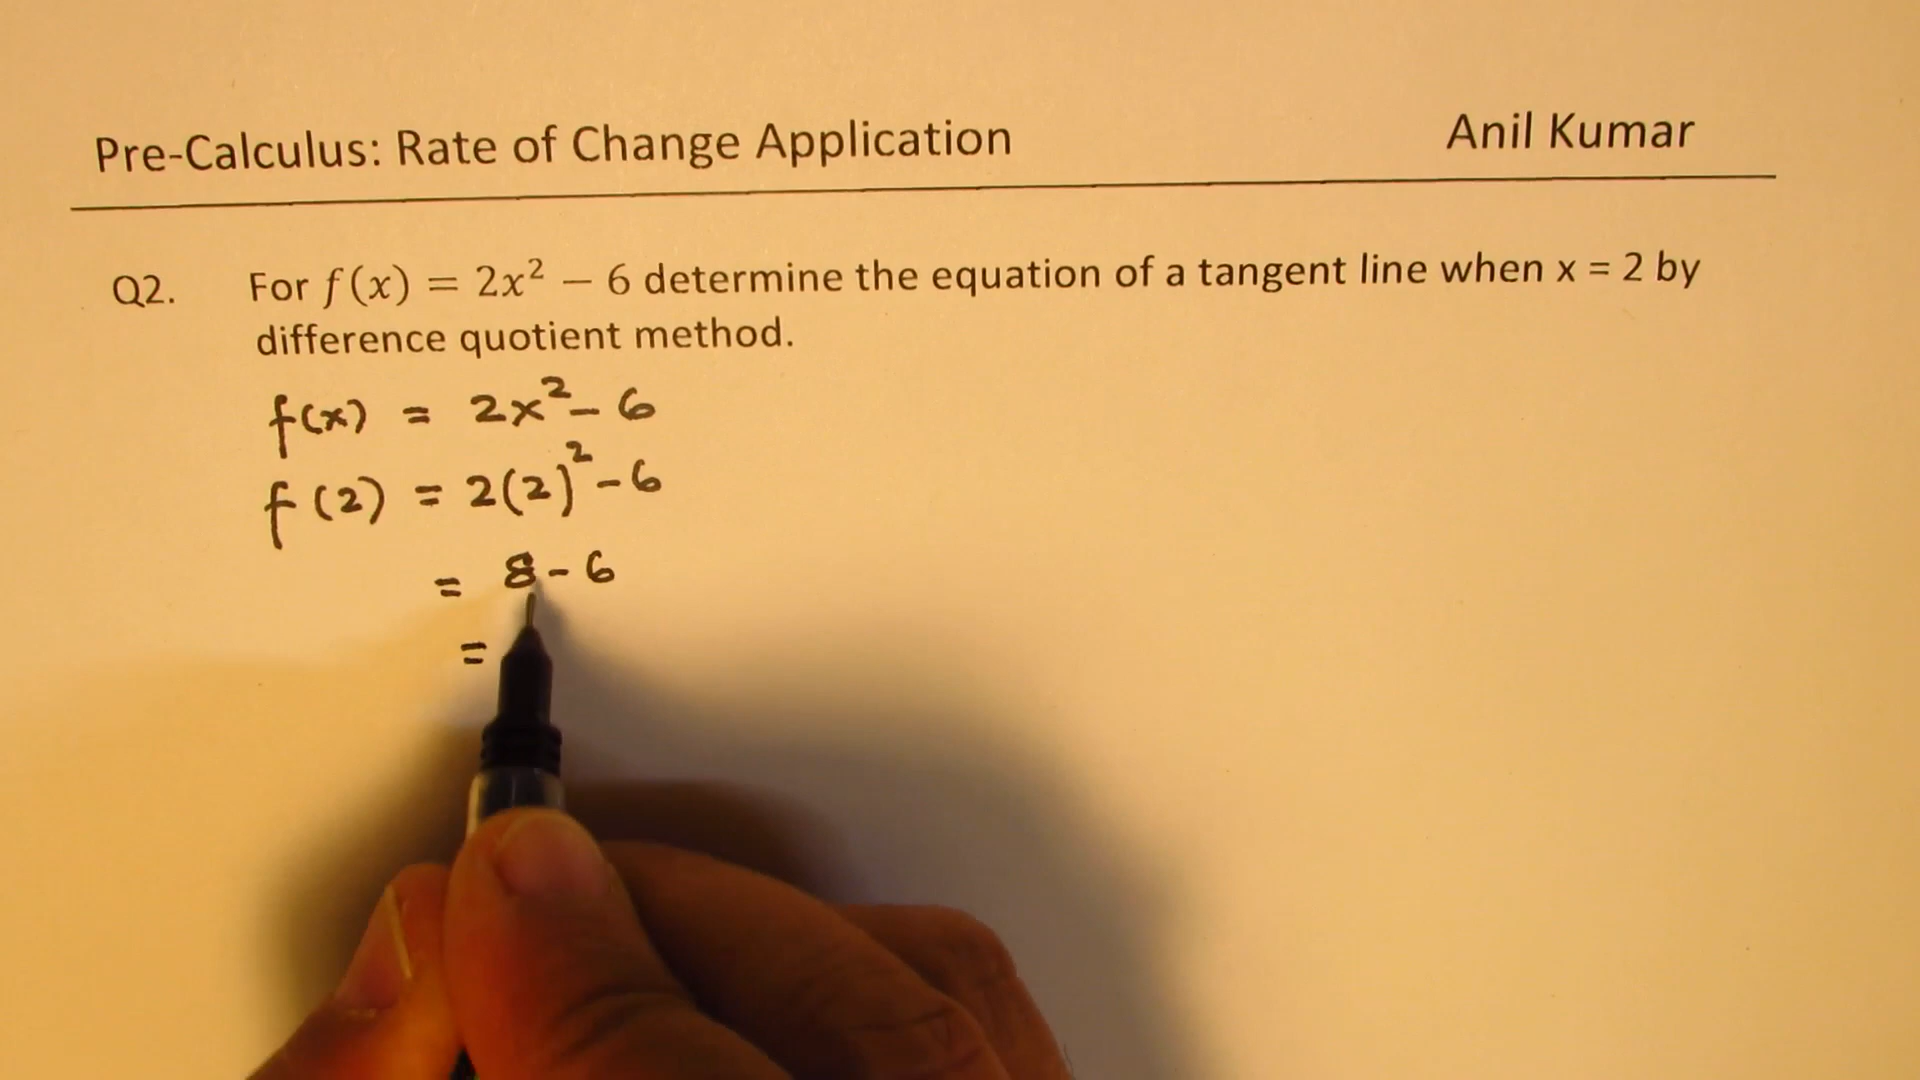 Pre-Calculus: Rate of Change Application Anil Kumar
Q2. For f(x) = 2x² − 6 determine the equation of a tangent line when x = 2 by
difference quotient method.
f(x) = 2x² - 6
f(2) = 2(2)² - 6
= 8 - 6
=